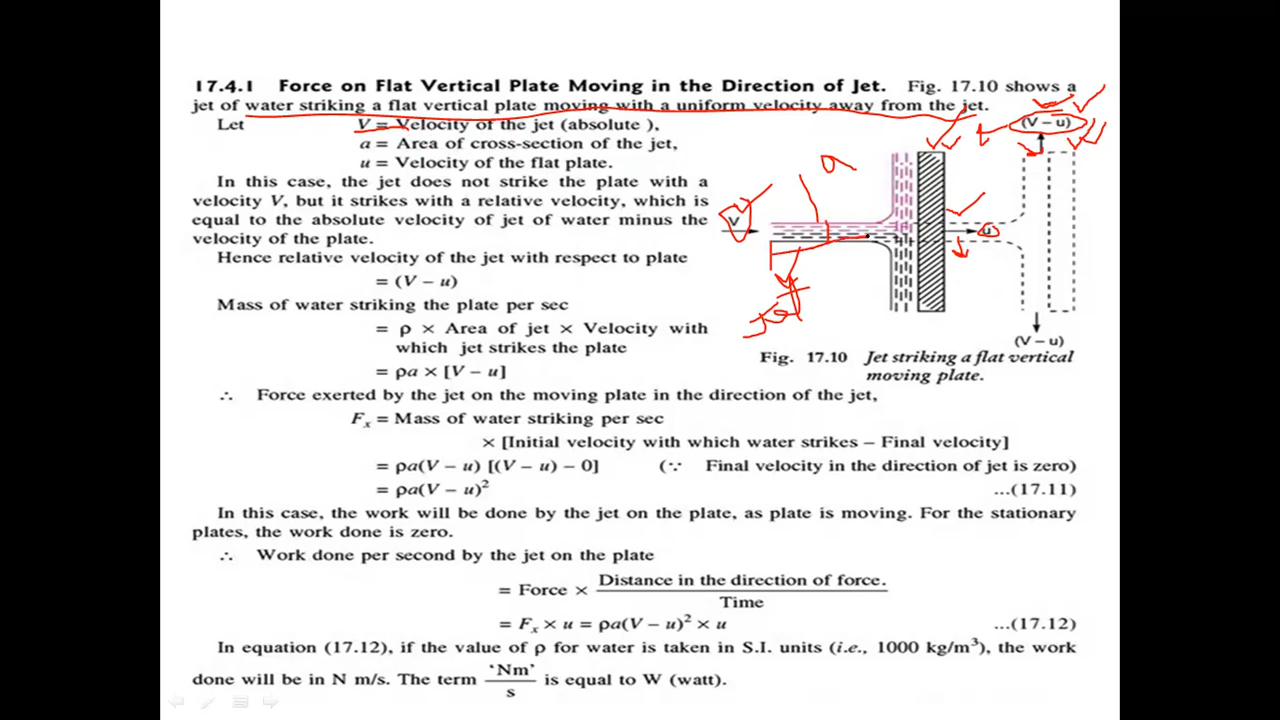 17.4.1 Force on Flat Vertical Plate Moving in the Direction of Jet. Fig. 17.10 shows a
jet of water striking a flat vertical plate moving with a uniform velocity away from the jet.
Let V = Velocity of the jet (absolute ),
a = Area of cross-section of the jet,
u = Velocity of the flat plate.
In this case, the jet does not strike the plate with a
velocity V, but it strikes with a relative velocity, which is
equal to the absolute velocity of jet of water minus the
velocity of the plate.
Hence relative velocity of the jet with respect to plate
= (V – u)
Mass of water striking the plate per sec
= ρ × Area of jet × Velocity with
which jet strikes the plate
= ρa × [V – u]
(V – u)
a
V
u
Jet
(V – u)
Fig. 17.10 Jet striking a flat vertical
moving plate.
∴ Force exerted by the jet on the moving plate in the direction of the jet,
Fx = Mass of water striking per sec
× [Initial velocity with which water strikes – Final velocity]
= ρa(V – u) [(V – u) – 0] (∵ Final velocity in the direction of jet is zero)
= ρa(V – u)² ...(17.11)
In this case, the work will be done by the jet on the plate, as plate is moving. For the stationary
plates, the work done is zero.
∴ Work done per second by the jet on the plate
= Force × Distance in the direction of force.
Time
= Fx × u = ρa(V – u)² × u ...(17.12)
In equation (17.12), if the value of ρ for water is taken in S.I. units (i.e., 1000 kg/m³), the work
done will be in N m/s. The term ‘Nm’ is equal to W (watt).
s